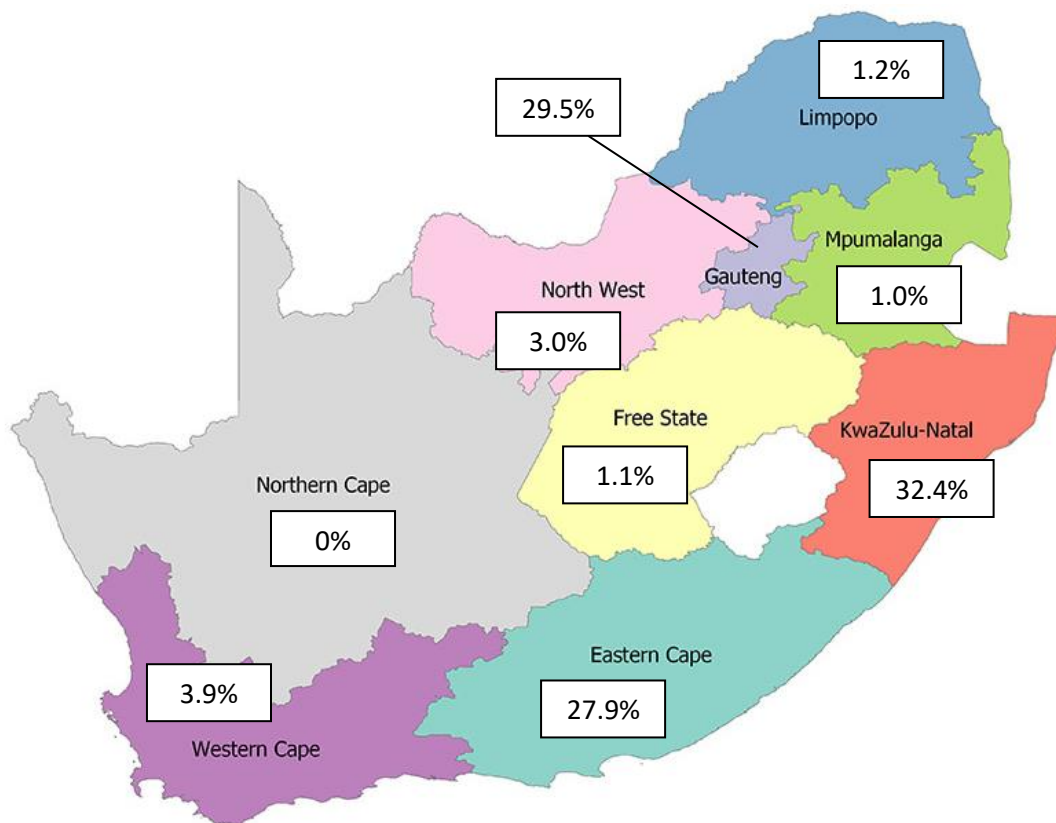 1.2%
Limpopo
29.5%
Mpumalanga
Gauteng
1.0%
North West
3.0%
Free State
KwaZulu-Natal
1.1%
32.4%
Northern Cape
0%
Eastern Cape
3.9%
27.9%
Western Cape